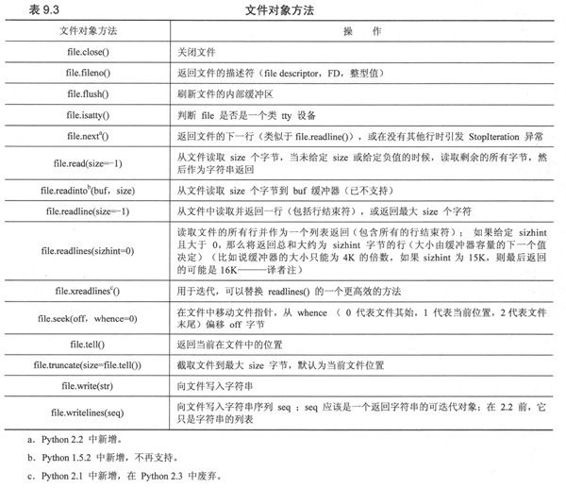 表 9.3 文件对象方法
文件对象方法 操 作
file.close() 关闭文件
file.fileno() 返回文件的描述符（file descriptor，FD，整型值）
file.flush() 刷新文件的内部缓冲区
file.isatty() 判断 file 是否是一个类 tty 设备
file.nextᵃ() 返回文件的下一行（类似于 file.readline()），或在没有其他行时引发 StopIteration 异常
file.read(size=-1) 从文件读取 size 个字节，当未给定 size 或给定负值的时候，读取剩余的所有字节，然
后作为字符串返回
file.readintoᵇ(buf，size) 从文件读取 size 个字节到 buf 缓冲器（已不支持）
file.readline(size=-1) 从文件中读取并返回一行（包括行结束符），或返回最大 size 个字符
file.readlines(sizhint=0) 读取文件的所有行并作为一个列表返回（包含所有的行结束符）； 如果给定 sizhint
且大于 0，那么将返回总和大约为 sizhint 字节的行（大小由缓冲器容量的下一个值
决定）（比如说缓冲器的大小只能为 4K 的倍数，如果 sizhint 为 15K，则最后返回
的可能是 16K———译者注）
file.xreadlinesᶜ() 用于迭代，可以替换 readlines() 的一个更高效的方法
file.seek(off，whence=0) 在文件中移动文件指针，从 whence （ 0 代表文件其始，1 代表当前位置，2 代表文件
末尾）偏移 off 字节
file.tell() 返回当前在文件中的位置
file.truncate(size=file.tell()) 截取文件到最大 size 字节，默认为当前文件位置
file.write(str) 向文件写入字符串
file.writelines(seq) 向文件写入字符串序列 seq ；seq 应该是一个返回字符串的可迭代对象；在 2.2 前，它
只是字符串的列表
a．Python 2.2 中新增。
b．Python 1.5.2 中新增，不再支持。
c．Python 2.1 中新增，在 Python 2.3 中废弃。